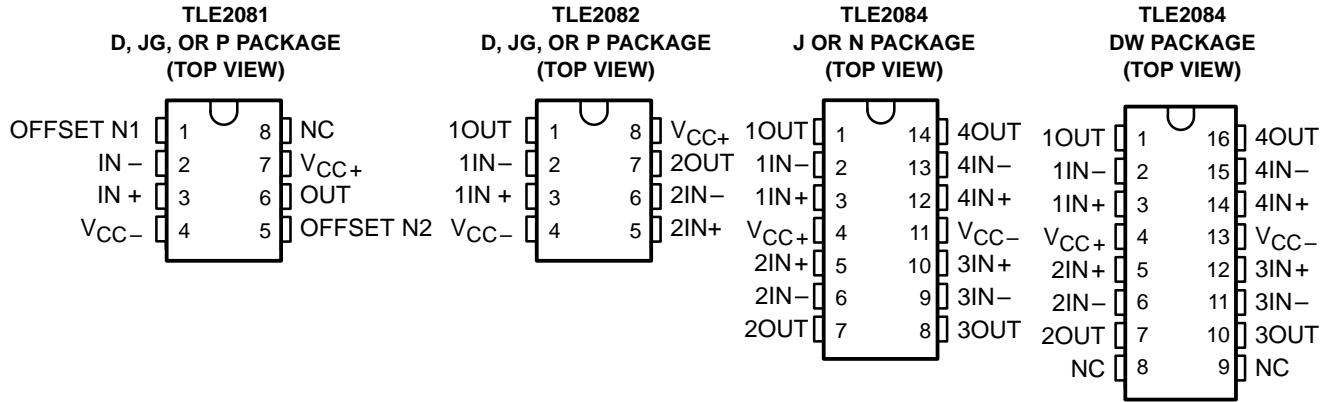 TLE2081
D, JG, OR P PACKAGE
(TOP VIEW)
OFFSET N1 1 8 NC
IN − 2 7 VCC +
IN + 3 6 OUT
VCC − 4 5 OFFSET N2
TLE2082
D, JG, OR P PACKAGE
(TOP VIEW)
1OUT 1 8 VCC+
1IN− 2 7 2OUT
1IN + 3 6 2IN−
VCC− 4 5 2IN+
TLE2084
J OR N PACKAGE
(TOP VIEW)
1OUT 1 14 4OUT
1IN− 2 13 4IN−
1IN+ 3 12 4IN+
VCC+ 4 11 VCC−
2IN+ 5 10 3IN+
2IN− 6 9 3IN−
2OUT 7 8 3OUT
TLE2084
DW PACKAGE
(TOP VIEW)
1OUT 1 16 4OUT
1IN− 2 15 4IN−
1IN+ 3 14 4IN+
VCC+ 4 13 VCC−
2IN+ 5 12 3IN+
2IN− 6 11 3IN−
2OUT 7 10 3OUT
NC 8 9 NC